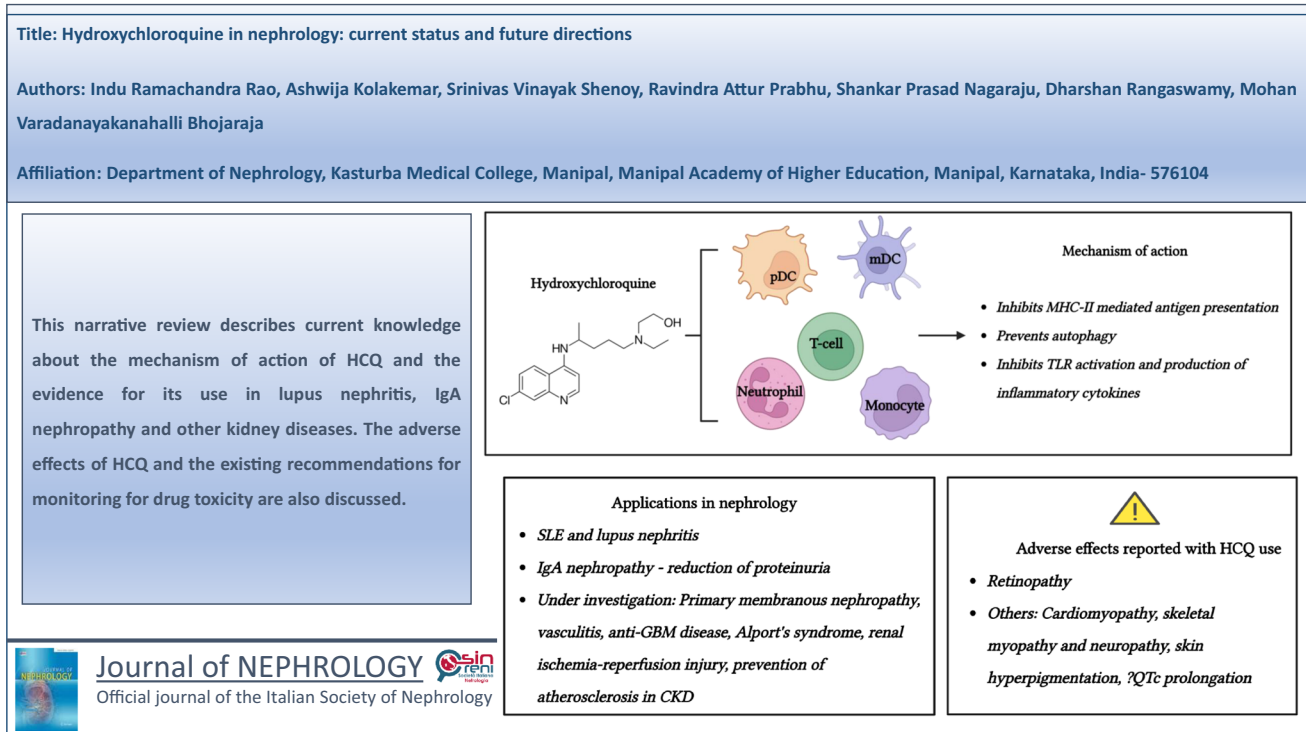 Title: Hydroxychloroquine in nephrology: current status and future directions
Authors: Indu Ramachandra Rao, Ashwija Kolakemar, Srinivas Vinayak Shenoy, Ravindra Attur Prabhu, Shankar Prasad Nagaraju, Dharshan Rangaswamy, Mohan
Varadanayakanahalli Bhojaraja
Affiliation: Department of Nephrology, Kasturba Medical College, Manipal, Manipal Academy of Higher Education, Manipal, Karnataka, India- 576104
This narrative review describes current knowledge
about the mechanism of action of HCQ and the
evidence for its use in lupus nephritis, IgA
nephropathy and other kidney diseases. The adverse
effects of HCQ and the existing recommendations for
monitoring for drug toxicity are also discussed.
Hydroxychloroquine
OH
N
HN
Cl
N
pDC
mDC
T-cell
Neutrophil
Monocyte
Mechanism of action
• Inhibits MHC-II mediated antigen presentation
• Prevents autophagy
• Inhibits TLR activation and production of
inflammatory cytokines
Applications in nephrology
• SLE and lupus nephritis
• IgA nephropathy - reduction of proteinuria
• Under investigation: Primary membranous nephropathy,
vasculitis, anti-GBM disease, Alport's syndrome, renal
ischemia-reperfusion injury, prevention of
atherosclerosis in CKD
!
Adverse effects reported with HCQ use
• Retinopathy
• Others: Cardiomyopathy, skeletal
myopathy and neuropathy, skin
hyperpigmentation, ?QTc prolongation
NEPHROLOGY
Journal of NEPHROLOGY
sin
reni
Società Italiana
Nefrologia
Official journal of the Italian Society of Nephrology